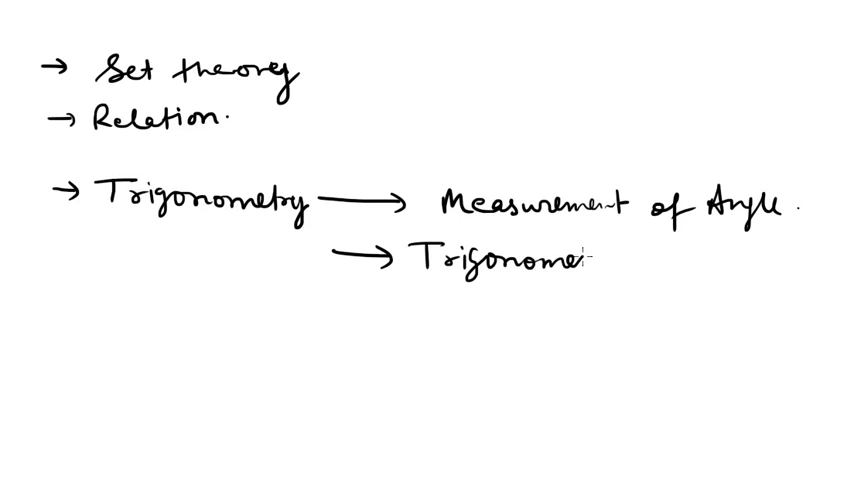 → Set theory
→ Relation.
→ Trigonometry → Measurement of Angle.
→ Trigonome